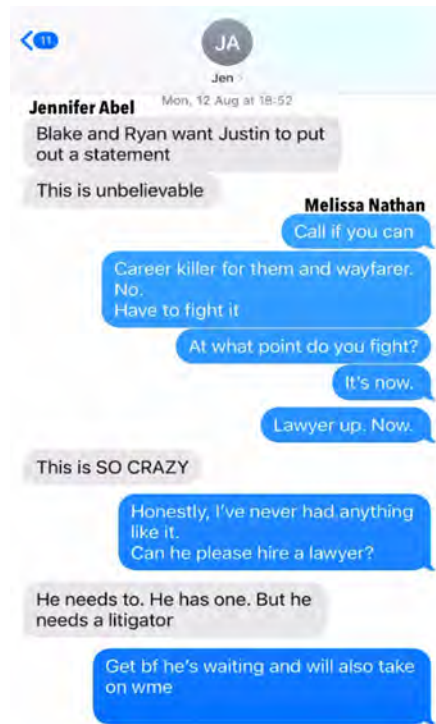 11
JA
Jen
Jennifer Abel
Mon, 12 Aug at 18:52
Blake and Ryan want Justin to put
out a statement
This is unbelievable
Melissa Nathan
Call if you can
Career killer for them and wayfarer.
No.
Have to fight it
At what point do you fight?
It's now.
Lawyer up. Now.
This is SO CRAZY
Honestly, I've never had anything
like it.
Can he please hire a lawyer?
He needs to. He has one. But he
needs a litigator
Get bf he's waiting and will also take
on wme